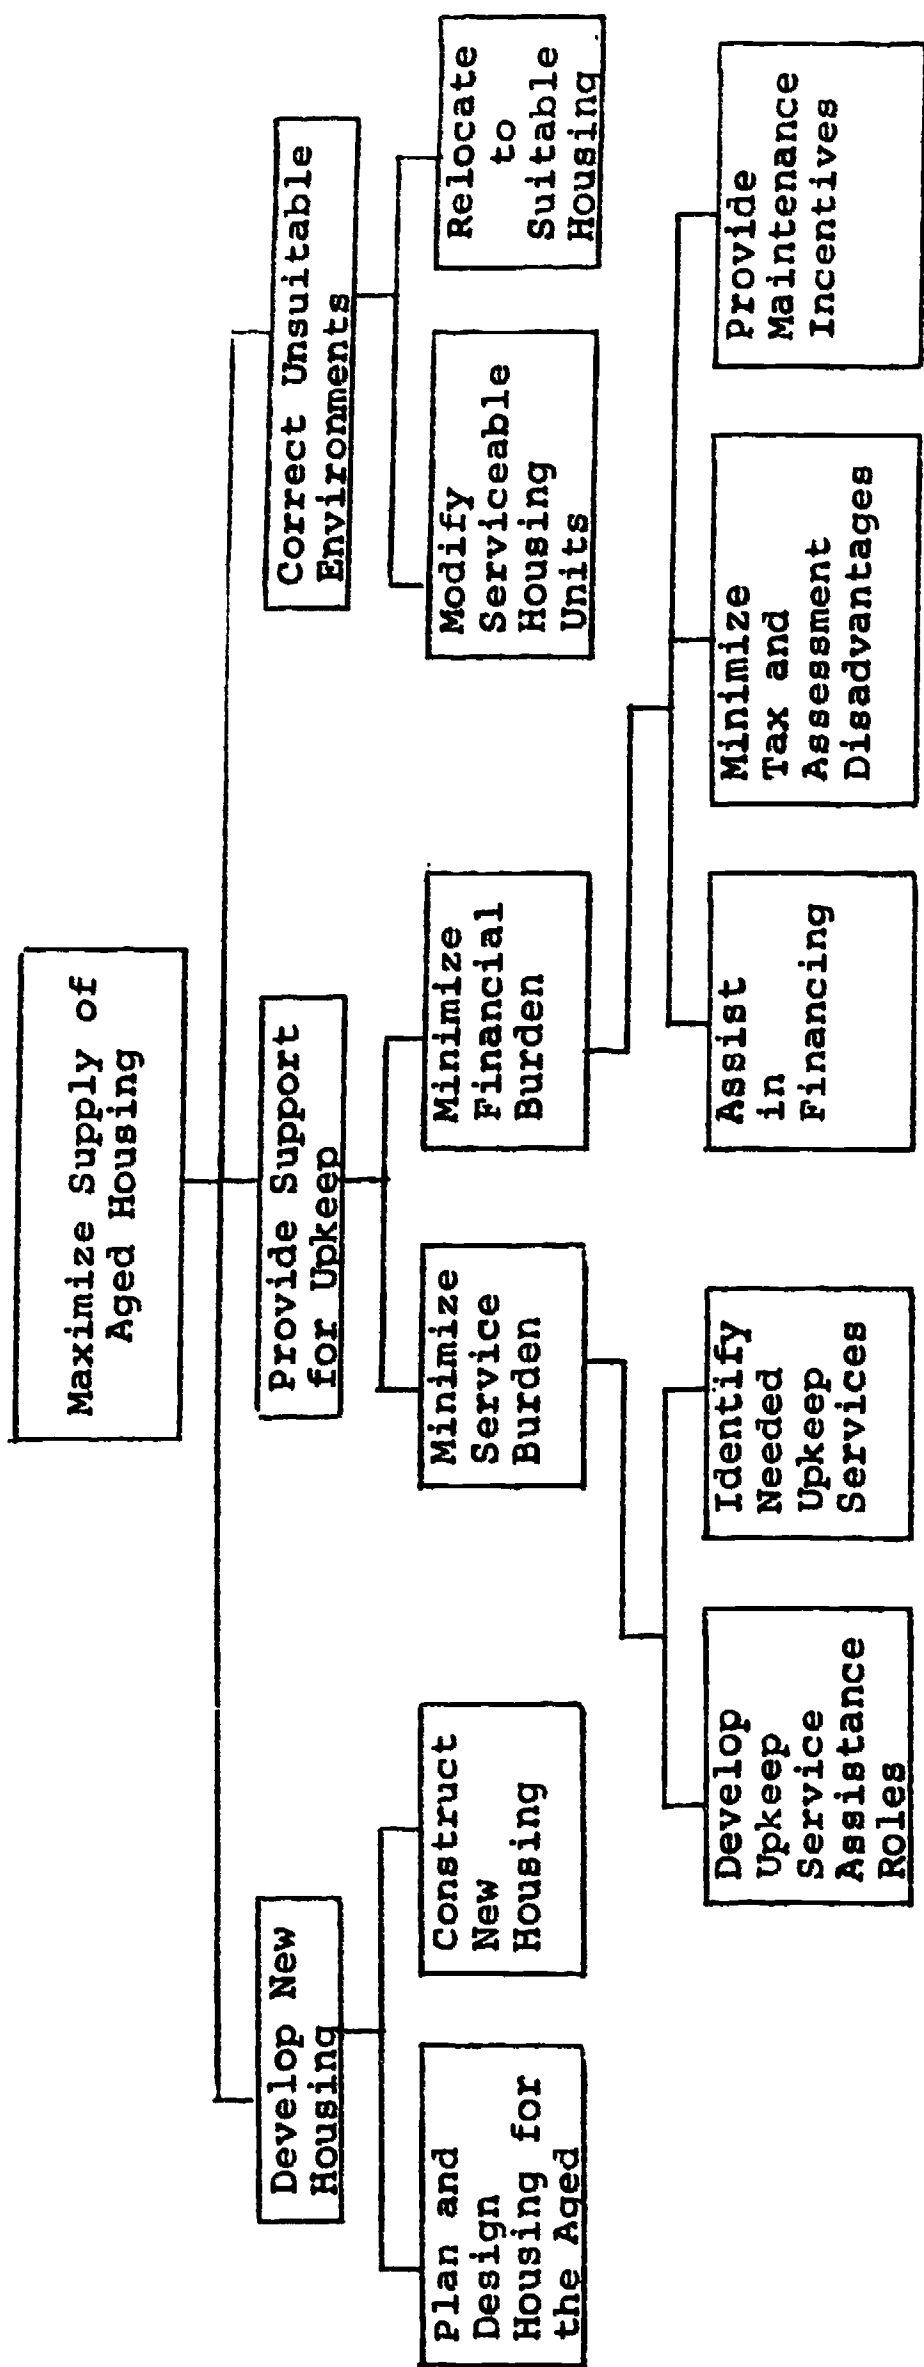 Maximize Supply of
Aged Housing
Develop New
Housing
Provide Support
for Upkeep
Correct Unsuitable
Environments
Plan and
Design
Housing for
the Aged
Construct
New
Housing
Minimize
Service
Burden
Minimize
Financial
Burden
Modify
Serviceable
Housing
Units
Relocate
to
Suitable
Housing
Develop
Upkeep
Service
Assistance
Roles
Identify
Needed
Upkeep
Services
Assist
in
Financing
Minimize
Tax and
Assessment
Disadvantages
Provide
Maintenance
Incentives